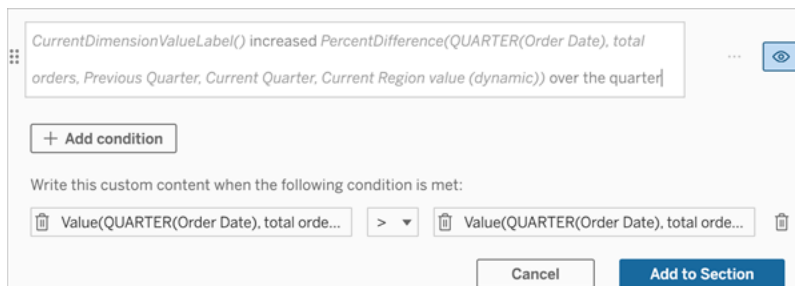 CurrentDimensionValueLabel() increased PercentDifference(QUARTER(Order Date), total
orders, Previous Quarter, Current Quarter, Current Region value (dynamic)) over the quarter
+ Add condition
Write this custom content when the following condition is met:
Value(QUARTER(Order Date), total orde... > Value(QUARTER(Order Date), total orde...
Cancel Add to Section